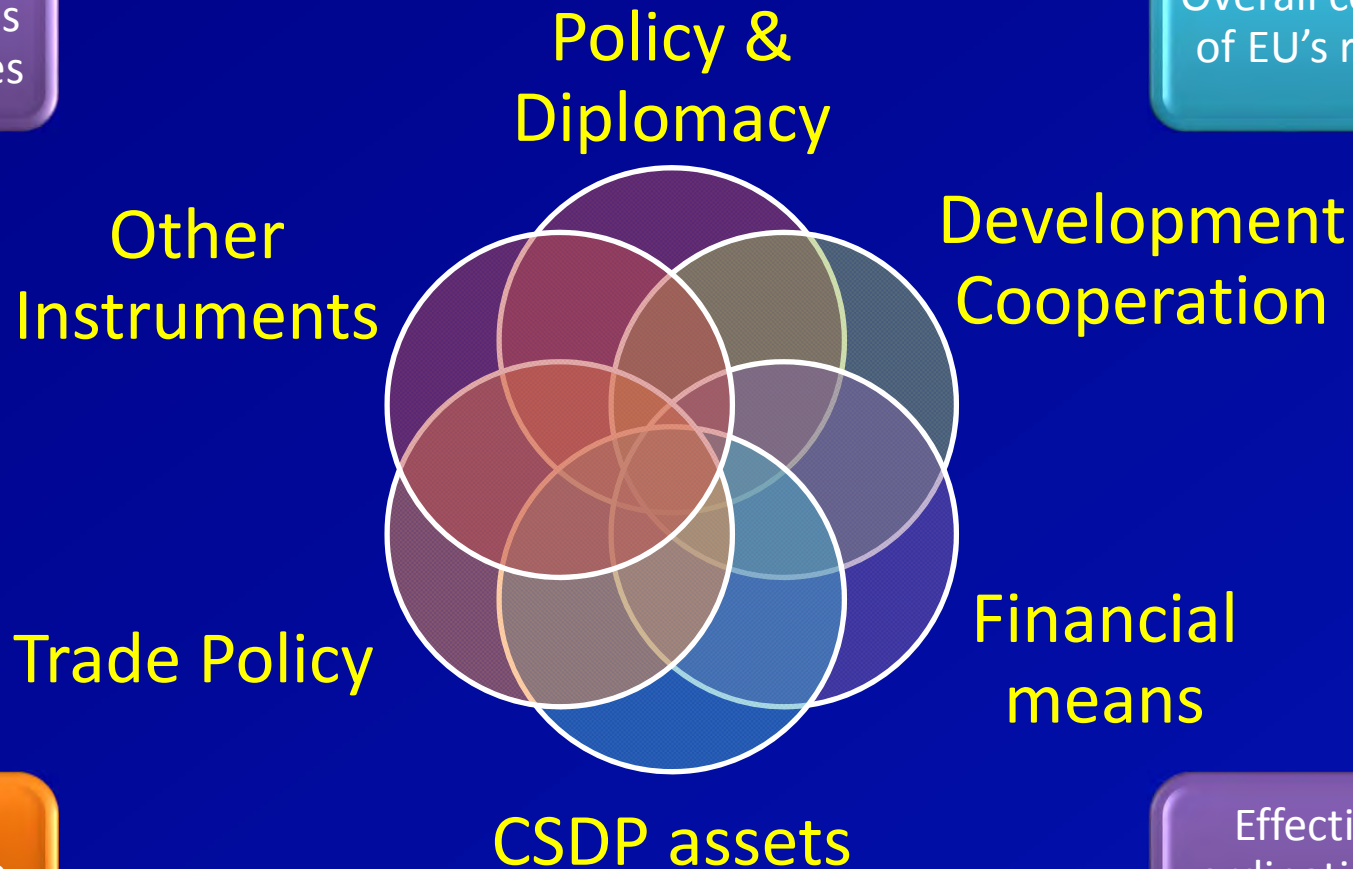 Policy &
Diplomacy
of EU's
Other
Instruments
Development
Cooperation
Trade Policy
Financial
means
CSDP assets